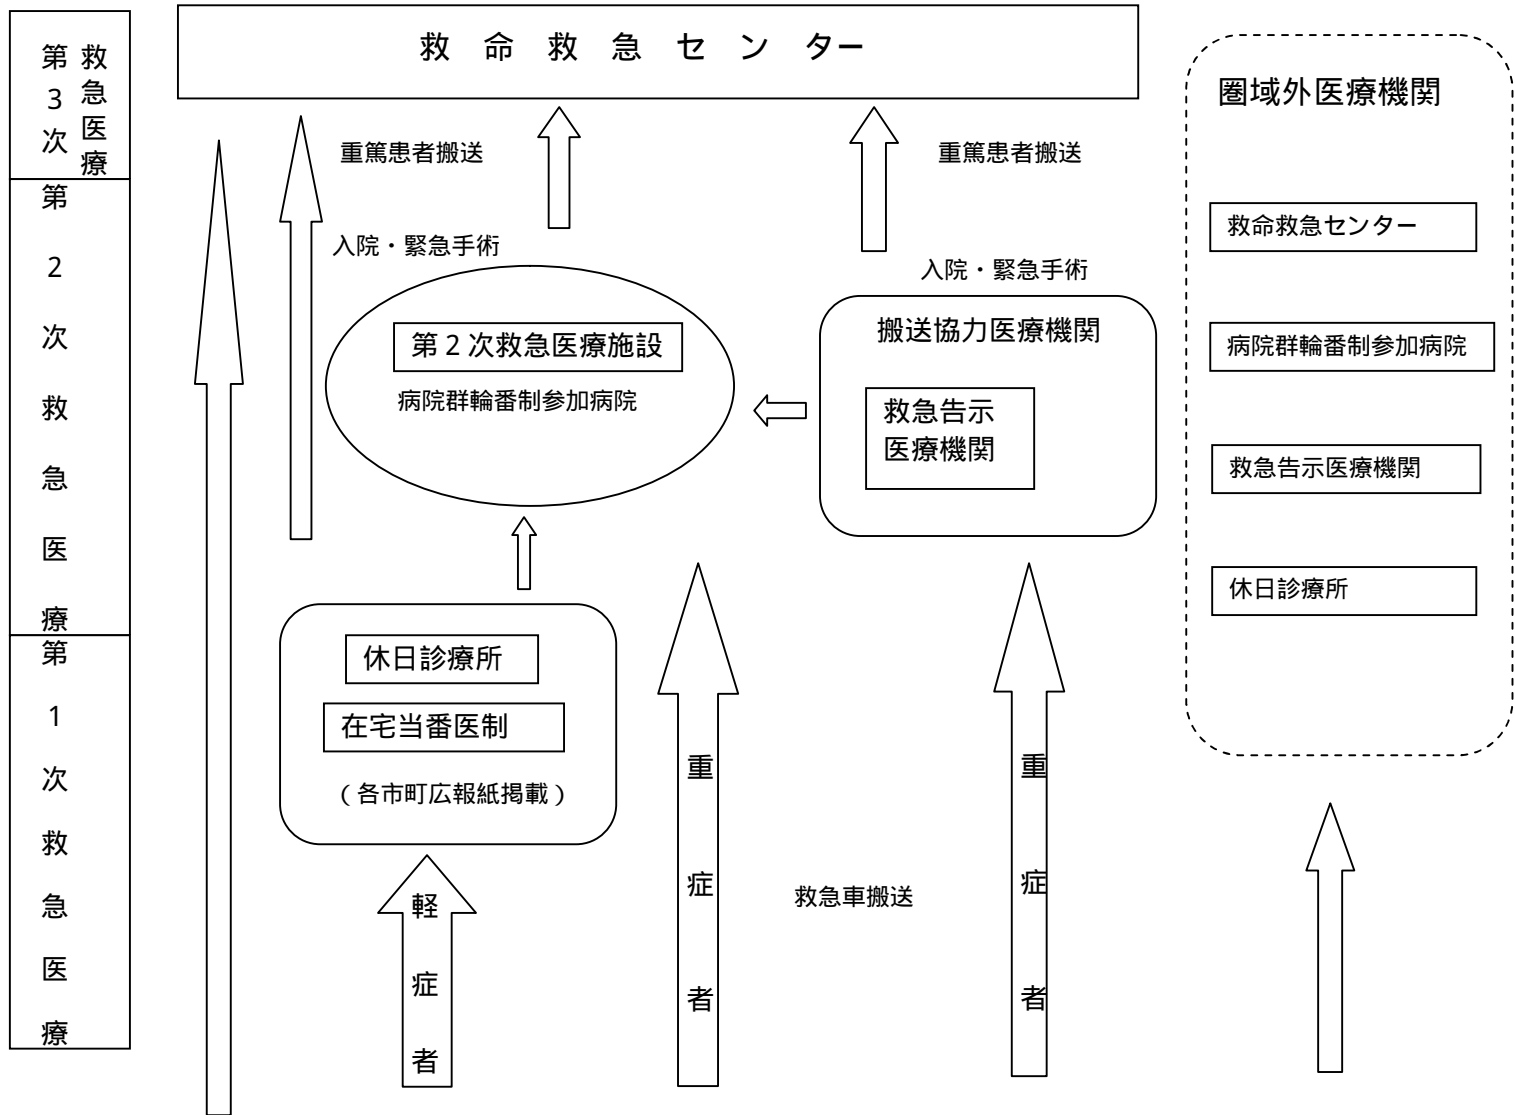 救急医療
第3次
第2次救急医療
第1次救急医療
救命救急センター
重篤患者搬送
重篤患者搬送
入院・緊急手術
入院・緊急手術
第2次救急医療施設
病院群輪番制参加病院
搬送協力医療機関
救急告示
医療機関
休日診療所
在宅当番医制
(各市町広報紙掲載)
軽症者
重症者
救急車搬送
重症者
圏域外医療機関
救命救急センター
病院群輪番制参加病院
救急告示医療機関
休日診療所